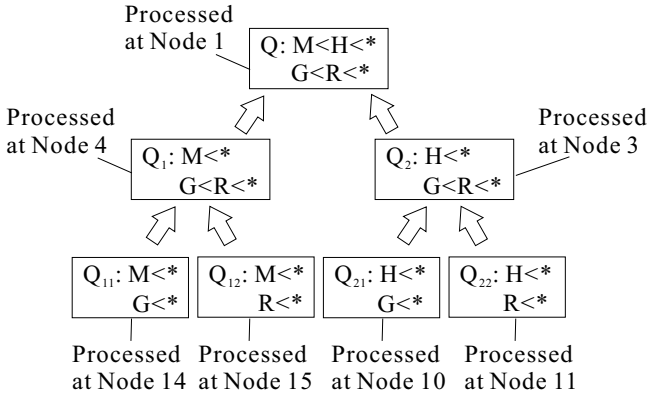 Processed
at Node 1
Q: M<H<*
G<R<*
Processed
at Node 4
Q₁: M<*
G<R<*
Q₂: H<*
G<R<*
Processed
at Node 3
Q₁₁: M<*
G<*
Q₁₂: M<*
R<*
Q₂₁: H<*
G<*
Q₂₂: H<*
R<*
Processed
at Node 14
Processed
at Node 15
Processed
at Node 10
Processed
at Node 11